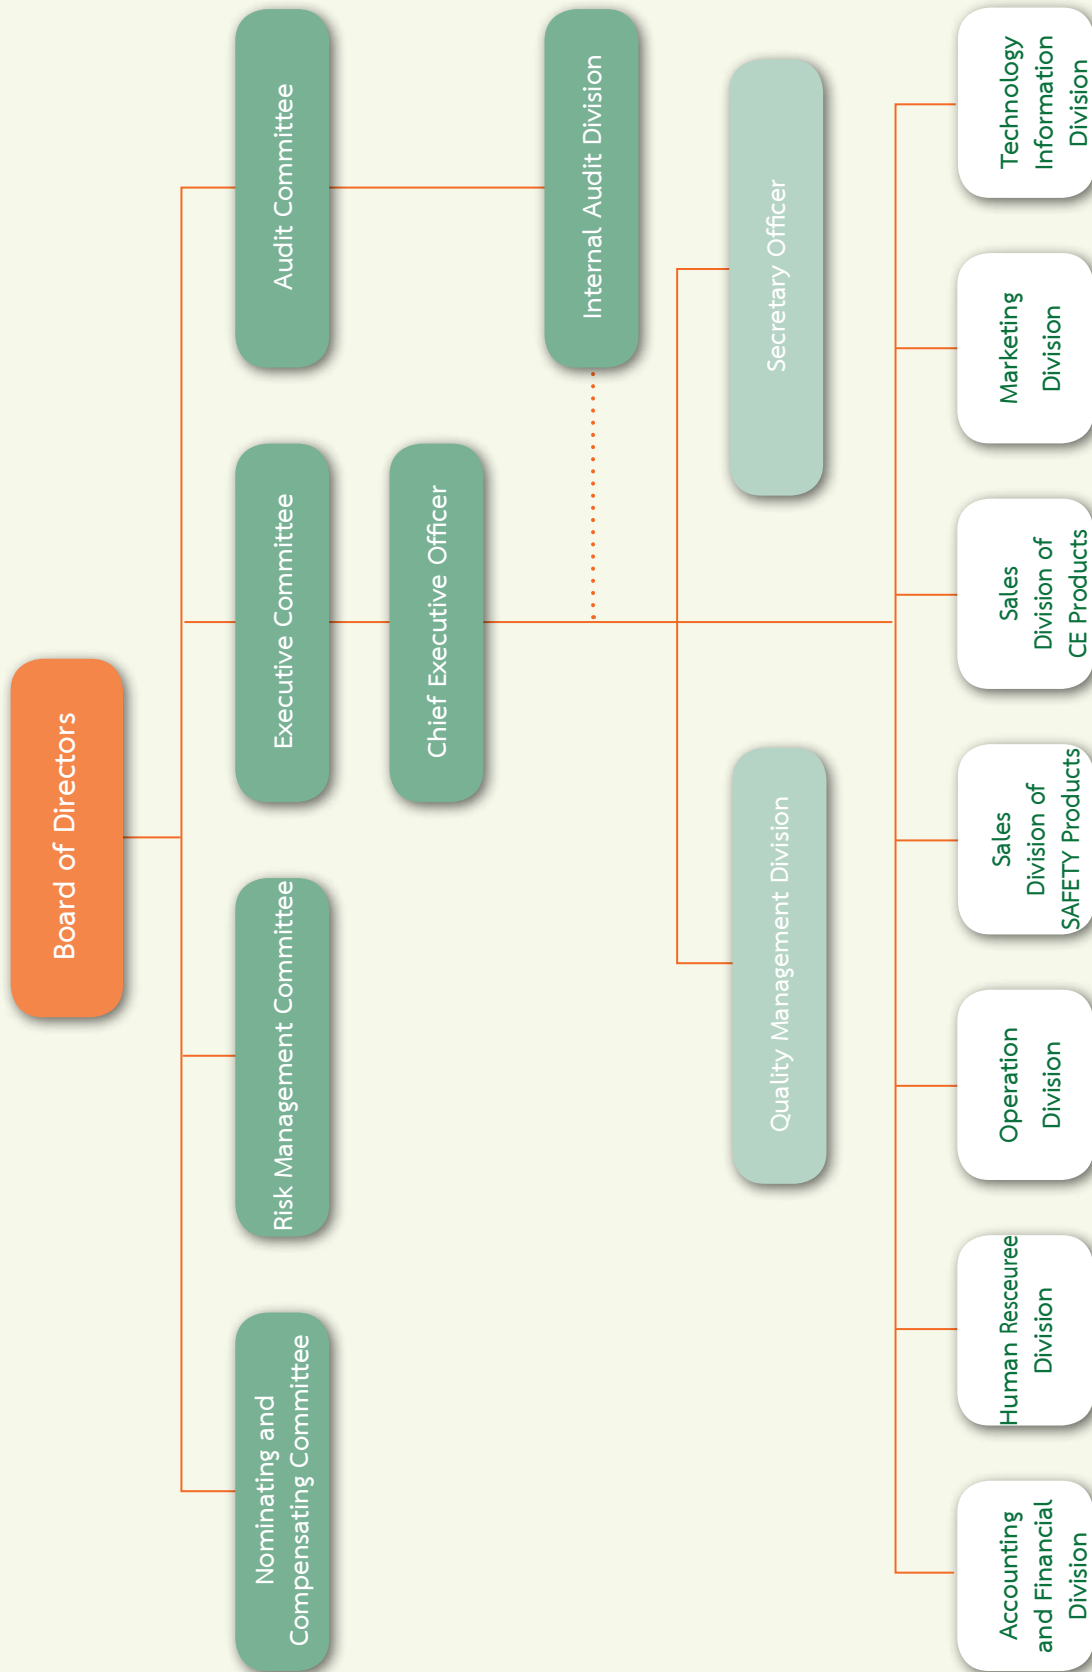 Board of Directors
Nominating and
Compensating Committee
Risk Management Committee
Executive Committee
Audit Committee
Chief Executive Officer
Internal Audit Division
Quality Management Division
Secretary Officer
Accounting
and Financial
Division
Human Resceuree
Division
Operation
Division
Sales
Division of
SAFETY Products
Sales
Division of
CE Products
Marketing
Division
Technology
Information
Division